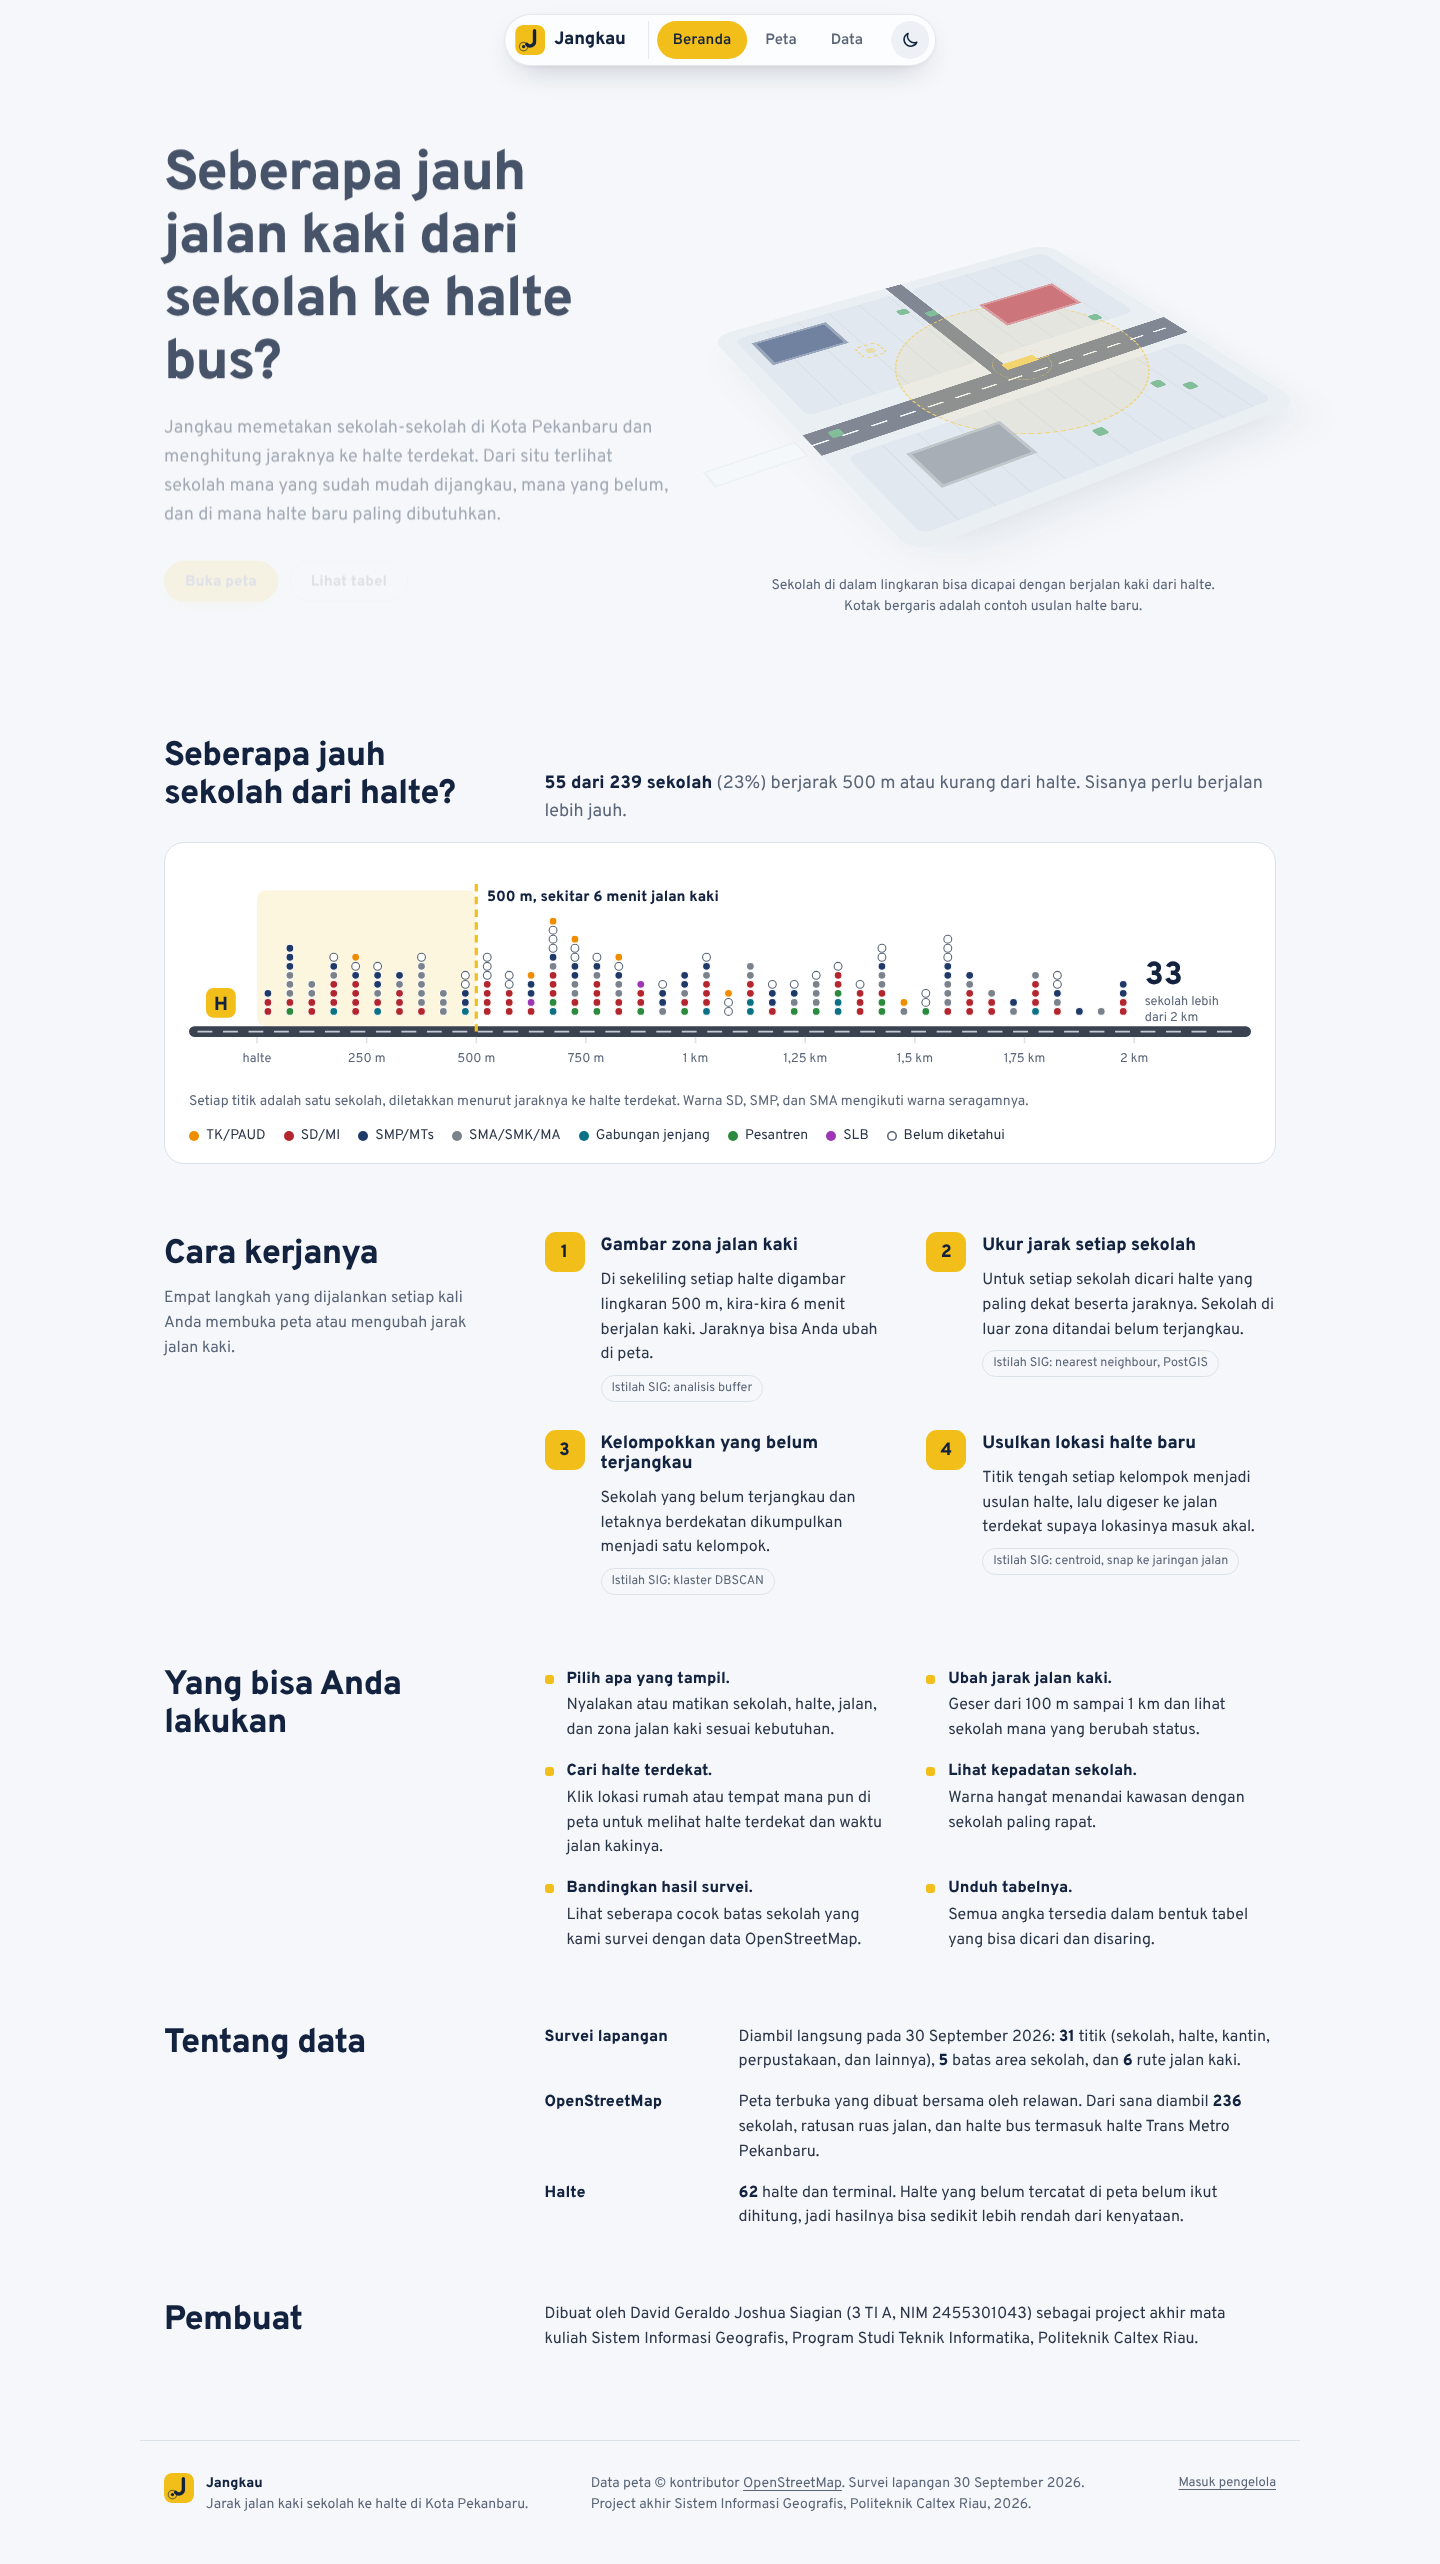 Jangkau
Beranda
Peta
Data
Seberapa jauh
jalan kaki dari
sekolah ke halte
bus?
Jangkau memetakan sekolah-sekolah di Kota Pekanbaru dan
menghitung jaraknya ke halte terdekat. Dari situ terlihat
sekolah mana yang sudah mudah dijangkau, mana yang belum,
dan di mana halte baru paling dibutuhkan.
Buka peta
Lihat tabel
Sekolah di dalam lingkaran bisa dicapai dengan berjalan kaki dari halte.
Kotak bergaris adalah contoh usulan halte baru.
Seberapa jauh
sekolah dari halte?
55 dari 239 sekolah (23%) berjarak 500 m atau kurang dari halte. Sisanya perlu berjalan
lebih jauh.
500 m, sekitar 6 menit jalan kaki
H
33
sekolah lebih
dari 2 km
halte
250 m
500 m
750 m
1 km
1,25 km
1,5 km
1,75 km
2 km
Setiap titik adalah satu sekolah, diletakkan menurut jaraknya ke halte terdekat. Warna SD, SMP, dan SMA mengikuti warna seragamnya.
TK/PAUD
SD/MI
SMP/MTs
SMA/SMK/MA
Gabungan jenjang
Pesantren
SLB
Belum diketahui
Cara kerjanya
Empat langkah yang dijalankan setiap kali
Anda membuka peta atau mengubah jarak
jalan kaki.
1
Gambar zona jalan kaki
Di sekeliling setiap halte digambar
lingkaran 500 m, kira-kira 6 menit
berjalan kaki. Jaraknya bisa Anda ubah
di peta.
Istilah SIG: analisis buffer
2
Ukur jarak setiap sekolah
Untuk setiap sekolah dicari halte yang
paling dekat beserta jaraknya. Sekolah di
luar zona ditandai belum terjangkau.
Istilah SIG: nearest neighbour, PostGIS
3
Kelompokkan yang belum
terjangkau
Sekolah yang belum terjangkau dan
letaknya berdekatan dikumpulkan
menjadi satu kelompok.
Istilah SIG: klaster DBSCAN
4
Usulkan lokasi halte baru
Titik tengah setiap kelompok menjadi
usulan halte, lalu digeser ke jalan
terdekat supaya lokasinya masuk akal.
Istilah SIG: centroid, snap ke jaringan jalan
Yang bisa Anda
lakukan
Pilih apa yang tampil.
Nyalakan atau matikan sekolah, halte, jalan,
dan zona jalan kaki sesuai kebutuhan.
Ubah jarak jalan kaki.
Geser dari 100 m sampai 1 km dan lihat
sekolah mana yang berubah status.
Cari halte terdekat.
Klik lokasi rumah atau tempat mana pun di
peta untuk melihat halte terdekat dan waktu
jalan kakinya.
Lihat kepadatan sekolah.
Warna hangat menandai kawasan dengan
sekolah paling rapat.
Bandingkan hasil survei.
Lihat seberapa cocok batas sekolah yang
kami survei dengan data OpenStreetMap.
Unduh tabelnya.
Semua angka tersedia dalam bentuk tabel
yang bisa dicari dan disaring.
Tentang data
Survei lapangan
Diambil langsung pada 30 September 2026: 31 titik (sekolah, halte, kantin,
perpustakaan, dan lainnya), 5 batas area sekolah, dan 6 rute jalan kaki.
OpenStreetMap
Peta terbuka yang dibuat bersama oleh relawan. Dari sana diambil 236
sekolah, ratusan ruas jalan, dan halte bus termasuk halte Trans Metro
Pekanbaru.
Halte
62 halte dan terminal. Halte yang belum tercatat di peta belum ikut
dihitung, jadi hasilnya bisa sedikit lebih rendah dari kenyataan.
Pembuat
Dibuat oleh David Geraldo Joshua Siagian (3 TI A, NIM 2455301043) sebagai project akhir mata
kuliah Sistem Informasi Geografis, Program Studi Teknik Informatika, Politeknik Caltex Riau.
Jangkau
Jarak jalan kaki sekolah ke halte di Kota Pekanbaru.
Data peta © kontributor OpenStreetMap. Survei lapangan 30 September 2026.
Project akhir Sistem Informasi Geografis, Politeknik Caltex Riau, 2026.
Masuk pengelola